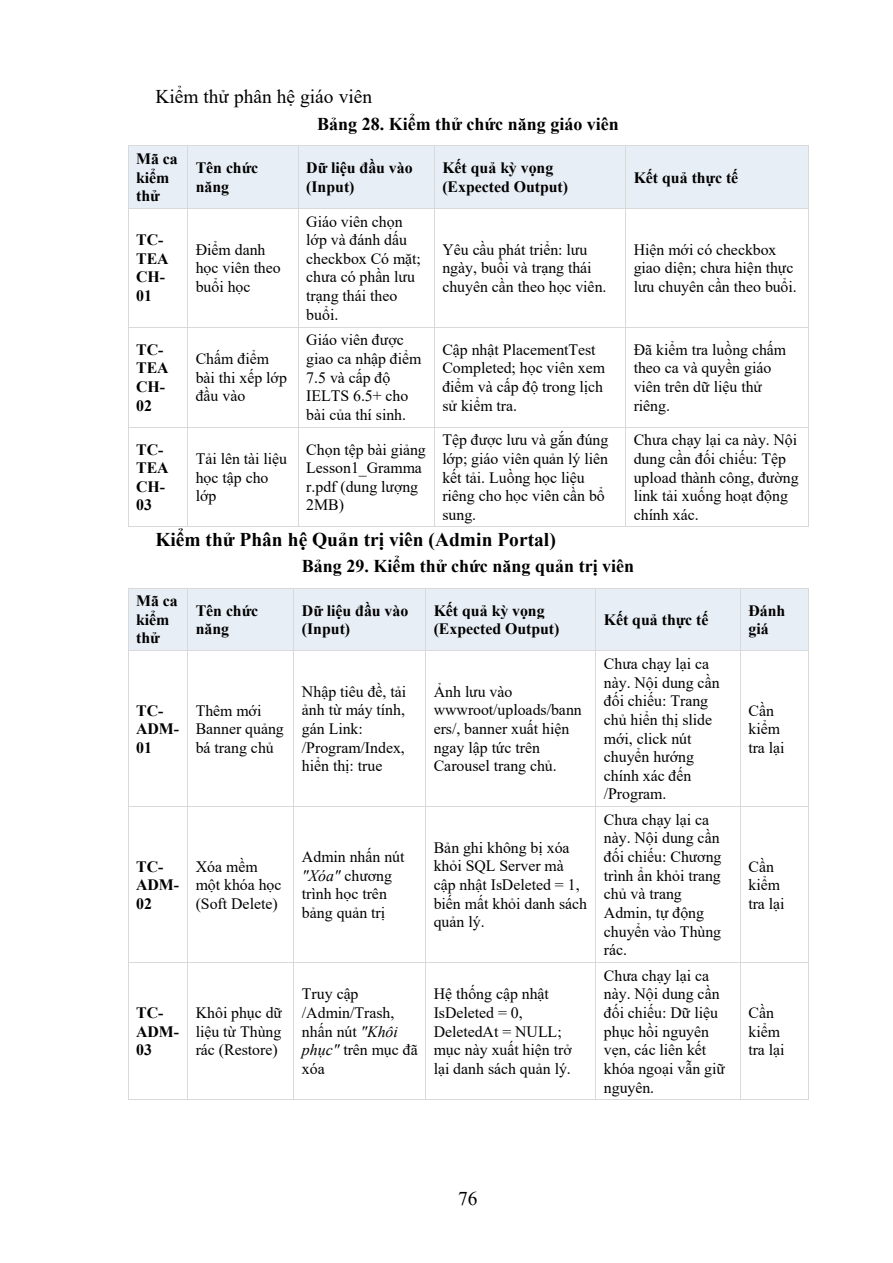 Kiểm thử phân hệ giáo viên
Bảng 28. Kiểm thử chức năng giáo viên
Mã ca
kiểm
thử
Tên chức
năng
Dữ liệu đầu vào
(Input)
Kết quả kỳ vọng
(Expected Output)
Kết quả thực tế
TC-
TEA
CH-
01
Điểm danh
học viên theo
buổi học
Giáo viên chọn
lớp và đánh dấu
checkbox Có mặt;
chưa có phần lưu
trạng thái theo
buổi.
Yêu cầu phát triển: lưu
ngày, buổi và trạng thái
chuyên cần theo học viên.
Hiện mới có checkbox
giao diện; chưa hiện thực
lưu chuyên cần theo buổi.
TC-
TEA
CH-
02
Chấm điểm
bài thi xếp lớp
đầu vào
Giáo viên được
giao ca nhập điểm
7.5 và cấp độ
IELTS 6.5+ cho
bài của thí sinh.
Cập nhật PlacementTest
Completed; học viên xem
điểm và cấp độ trong lịch
sử kiểm tra.
Đã kiểm tra luồng chấm
theo ca và quyền giáo
viên trên dữ liệu thử
riêng.
TC-
TEA
CH-
03
Tải lên tài liệu
học tập cho
lớp
Chọn tệp bài giảng
Lesson1_Gramma
r.pdf (dung lượng
2MB)
Tệp được lưu và gắn đúng
lớp; giáo viên quản lý liên
kết tải. Luồng học liệu
riêng cho học viên cần bổ
sung.
Chưa chạy lại ca này. Nội
dung cần đối chiếu: Tệp
upload thành công, đường
link tải xuống hoạt động
chính xác.
Kiểm thử Phân hệ Quản trị viên (Admin Portal)
Bảng 29. Kiểm thử chức năng quản trị viên
Mã ca
kiểm
thử
Tên chức
năng
Dữ liệu đầu vào
(Input)
Kết quả kỳ vọng
(Expected Output)
Kết quả thực tế
Đánh
giá
TC-
ADM-
01
Thêm mới
Banner quảng
bá trang chủ
Nhập tiêu đề, tải
ảnh từ máy tính,
gán Link:
/Program/Index,
hiển thị: true
Ảnh lưu vào
wwwroot/uploads/bann
ers/, banner xuất hiện
ngay lập tức trên
Carousel trang chủ.
Chưa chạy lại ca
này. Nội dung cần
đối chiếu: Trang
chủ hiển thị slide
mới, click nút
chuyển hướng
chính xác đến
/Program.
Cần
kiểm
tra lại
TC-
ADM-
02
Xóa mềm
một khóa học
(Soft Delete)
Admin nhấn nút
"Xóa" chương
trình học trên
bảng quản trị
Bản ghi không bị xóa
khỏi SQL Server mà
cập nhật IsDeleted = 1,
biến mất khỏi danh sách
quản lý.
Chưa chạy lại ca
này. Nội dung cần
đối chiếu: Chương
trình ẩn khỏi trang
chủ và trang
Admin, tự động
chuyển vào Thùng
rác.
Cần
kiểm
tra lại
TC-
ADM-
03
Khôi phục dữ
liệu từ Thùng
rác (Restore)
Truy cập
/Admin/Trash,
nhấn nút "Khôi
phục" trên mục đã
xóa
Hệ thống cập nhật
IsDeleted = 0,
DeletedAt = NULL;
mục này xuất hiện trở
lại danh sách quản lý.
Chưa chạy lại ca
này. Nội dung cần
đối chiếu: Dữ liệu
phục hồi nguyên
vẹn, các liên kết
khóa ngoại vẫn giữ
nguyên.
Cần
kiểm
tra lại
76